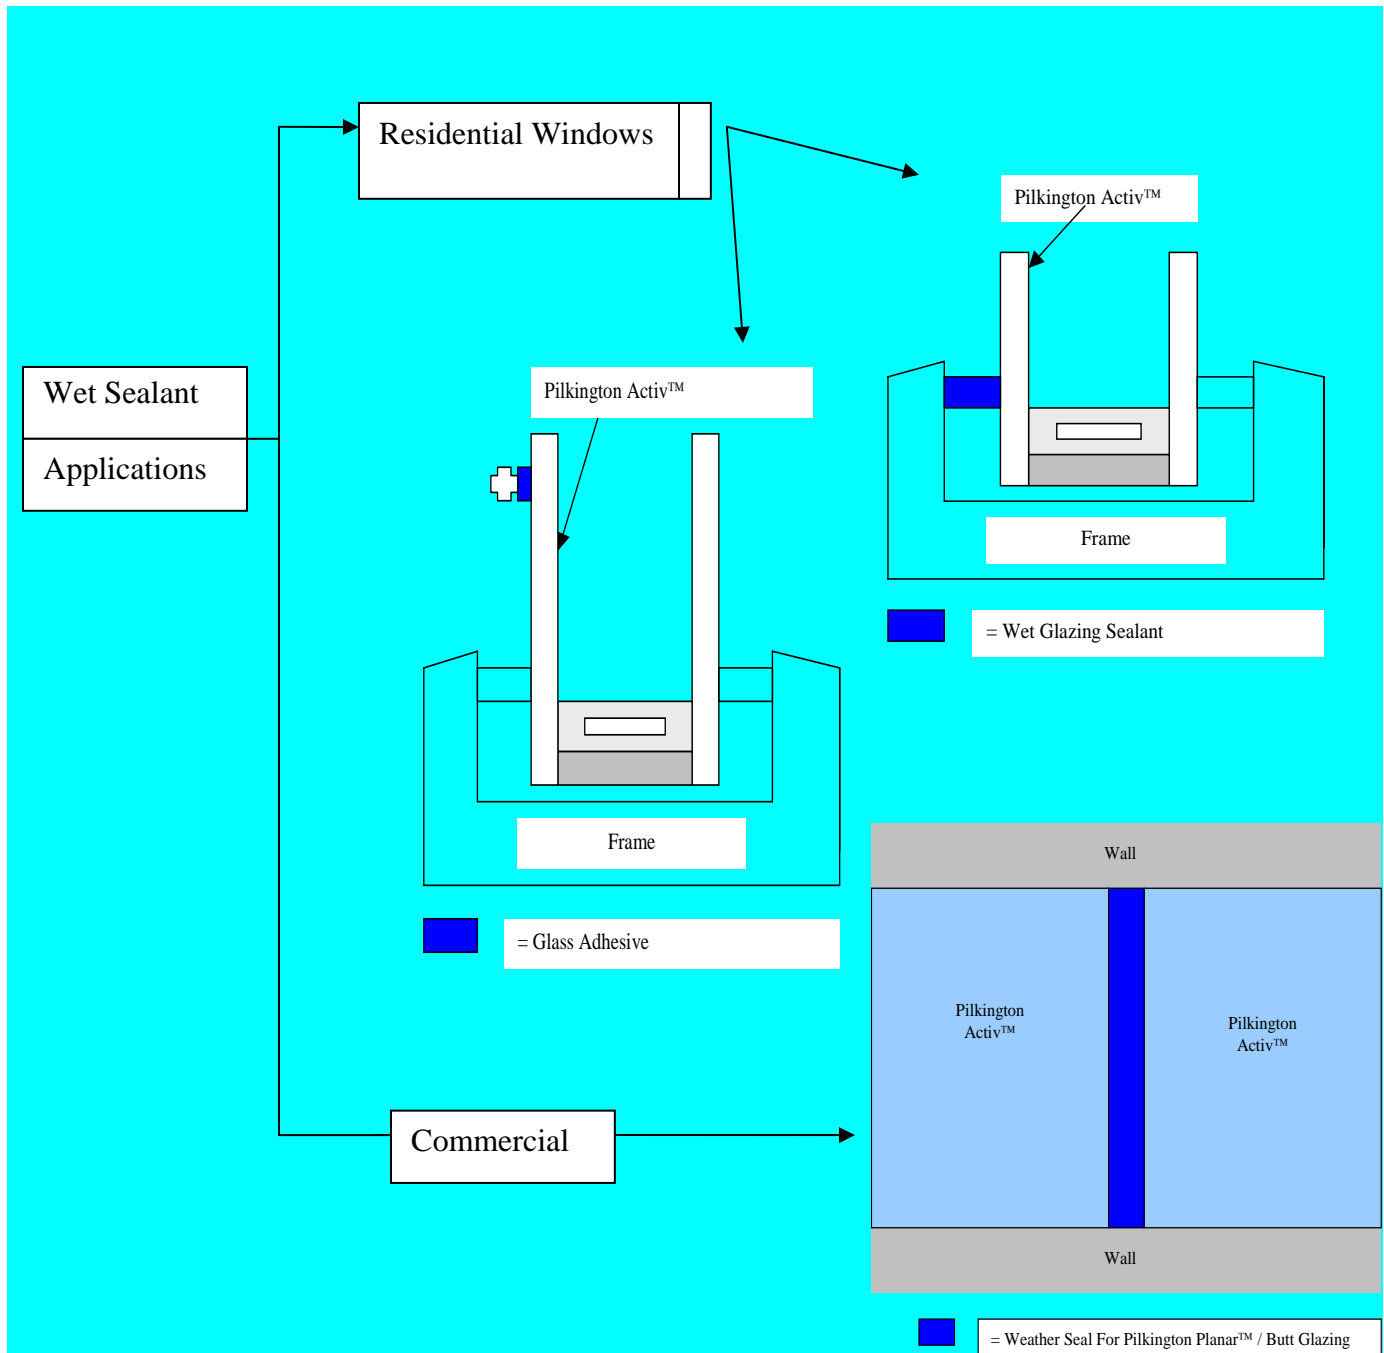 Residential Windows
Pilkington Activ™
Wet Sealant
Applications
Pilkington Activ™
Frame
= Wet Glazing Sealant
Frame
= Glass Adhesive
Commercial
Wall
Pilkington
Activ™
Pilkington
Activ™
Wall
= Weather Seal For Pilkington Planar™ / Butt Glazing